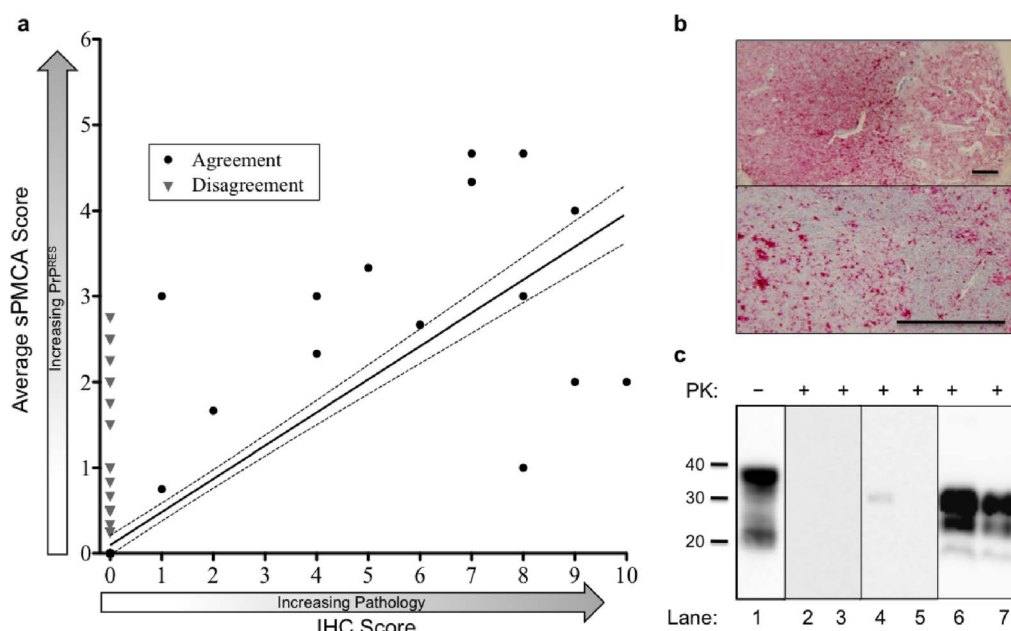 a
6
5
4
3
2
1
0
Average sPMCA Score
Increasing PrPRES
Agreement
Disagreement
0 1 2 3 4 5 6 7 8 9 10
Increasing Pathology
IHC Score
b
c
PK: – + + + + + +
40
30
20
Lane: 1 2 3 4 5 6 7